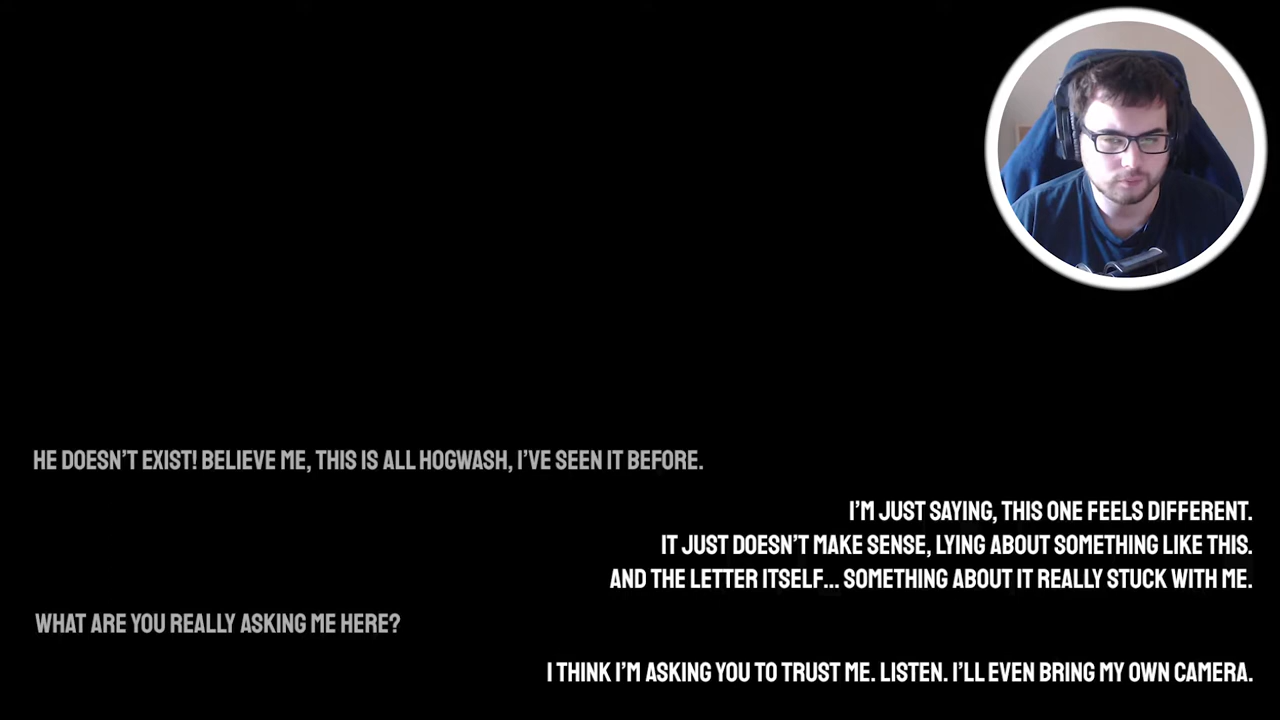 HE DOESN'T EXIST! BELIEVE ME, THIS IS ALL HOGWASH, I'VE SEEN IT BEFORE.
I'M JUST SAYING, THIS ONE FEELS DIFFERENT.
IT JUST DOESN'T MAKE SENSE, LYING ABOUT SOMETHING LIKE THIS.
AND THE LETTER ITSELF... SOMETHING ABOUT IT REALLY STUCK WITH ME.
WHAT ARE YOU REALLY ASKING ME HERE?
I THINK I'M ASKING YOU TO TRUST ME. LISTEN. I'LL EVEN BRING MY OWN CAMERA.